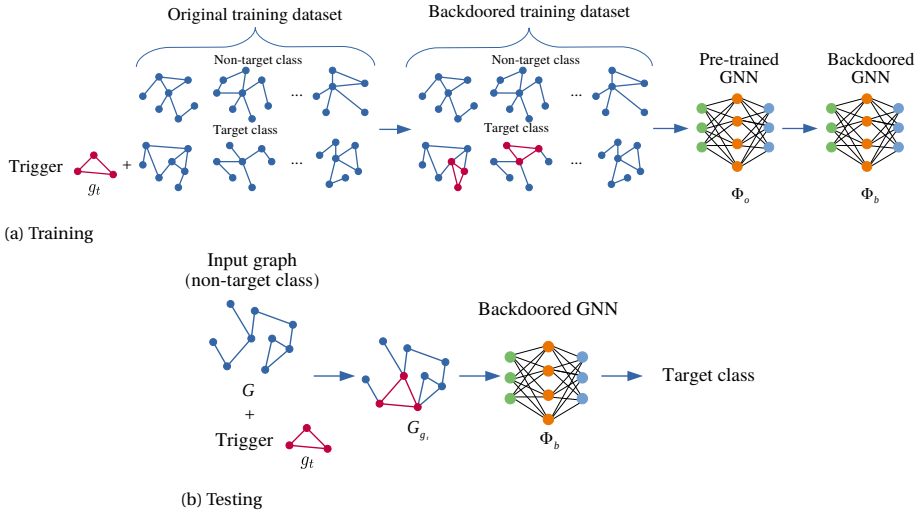 Original training dataset
Backdoored training dataset
Non-target class
Non-target class
Pre-trained
GNN
Backdoored
GNN
...
...
Target class
Target class
Trigger
+
...
...
g_t
Φ_o
Φ_b
(a) Training
Input graph
(non-target class)
Backdoored GNN
Target class
G
+
Trigger
g_t
G_{g_t}
Φ_b
(b) Testing